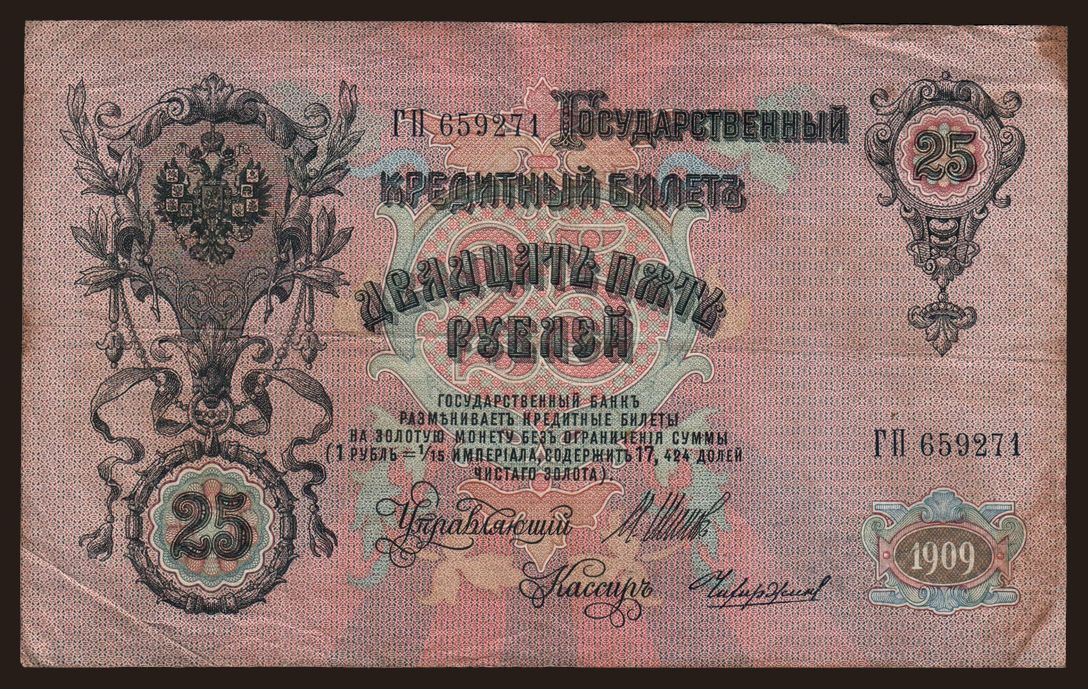 ГП 659271 Государственный
25
Кредитный Билетъ
Двадцать пять
рублей
ГОСУДАРСТВЕННЫЙ БАНКЪ
РАЗМѢНИВАЕТЪ КРЕДИТНЫЕ БИЛЕТЫ
НА ЗОЛОТУЮ МОНЕТУ БЕЗЪ ОГРАНИЧЕНІЯ СУММЫ
(1 РУБЛЬ = 1/15 ИМПЕРІАЛА, СОДЕРЖИТЪ 17, 424 ДОЛЕЙ
ЧИСТАГО ЗОЛОТА).
ГП 659271
25
25
Управляющій
Кассиръ
1909